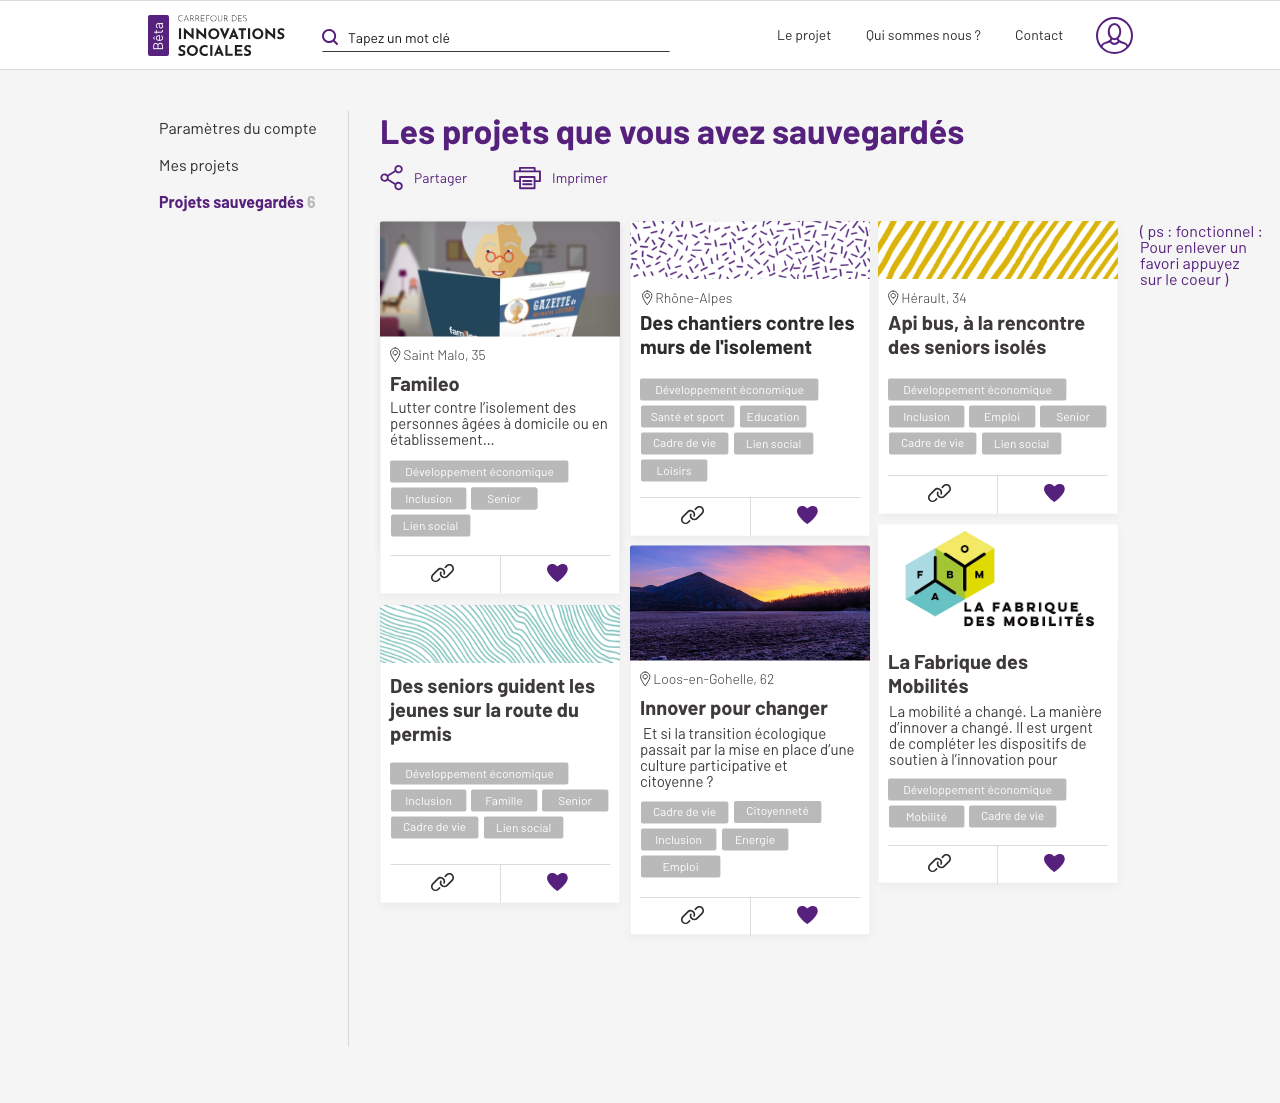 Bêta
CARREFOUR DES
INNOVATIONS
SOCIALES
Tapez un mot clé
Le projet
Qui sommes nous ?
Contact
Paramètres du compte
Mes projets
Projets sauvegardés 6
Les projets que vous avez sauvegardés
Partager
Imprimer
GAZETTE de
Saint Malo, 35
Famileo
Lutter contre l’isolement des
personnes âgées à domicile ou en
établissement...
Développement économique
Inclusion
Senior
Lien social
Des seniors guident les
jeunes sur la route du
permis
Développement économique
Inclusion
Famille
Senior
Cadre de vie
Lien social
Rhône-Alpes
Des chantiers contre les
murs de l'isolement
Développement économique
Santé et sport
Education
Cadre de vie
Lien social
Loisirs
Loos-en-Gohelle, 62
Innover pour changer
Et si la transition écologique
passait par la mise en place d’une
culture participative et
citoyenne ?
Cadre de vie
Citoyenneté
Inclusion
Energie
Emploi
Hérault, 34
Api bus, à la rencontre
des seniors isolés
Développement économique
Inclusion
Emploi
Senior
Cadre de vie
Lien social
F
A
B
O
M
LA FABRIQUE
DES MOBILITÉS
La Fabrique des
Mobilités
La mobilité a changé. La manière
d’innover a changé. Il est urgent
de compléter les dispositifs de
soutien à l’innovation pour
Développement économique
Mobilité
Cadre de vie
( ps : fonctionnel :
Pour enlever un
favori appuyez
sur le coeur )